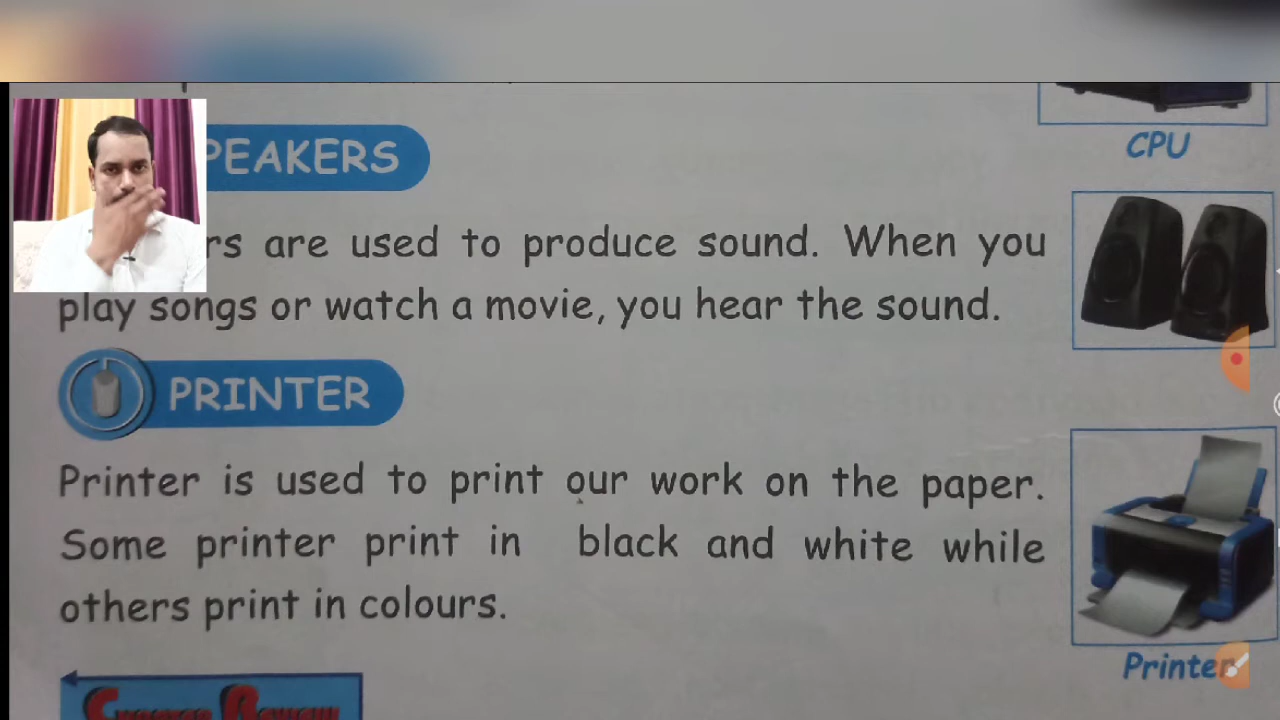 CPU
PEAKERS
rs are used to produce sound. When you
play songs or watch a movie, you hear the sound.
PRINTER
Printer is used to print our work on the paper.
Some printer print in black and white while
others print in colours.
Printer